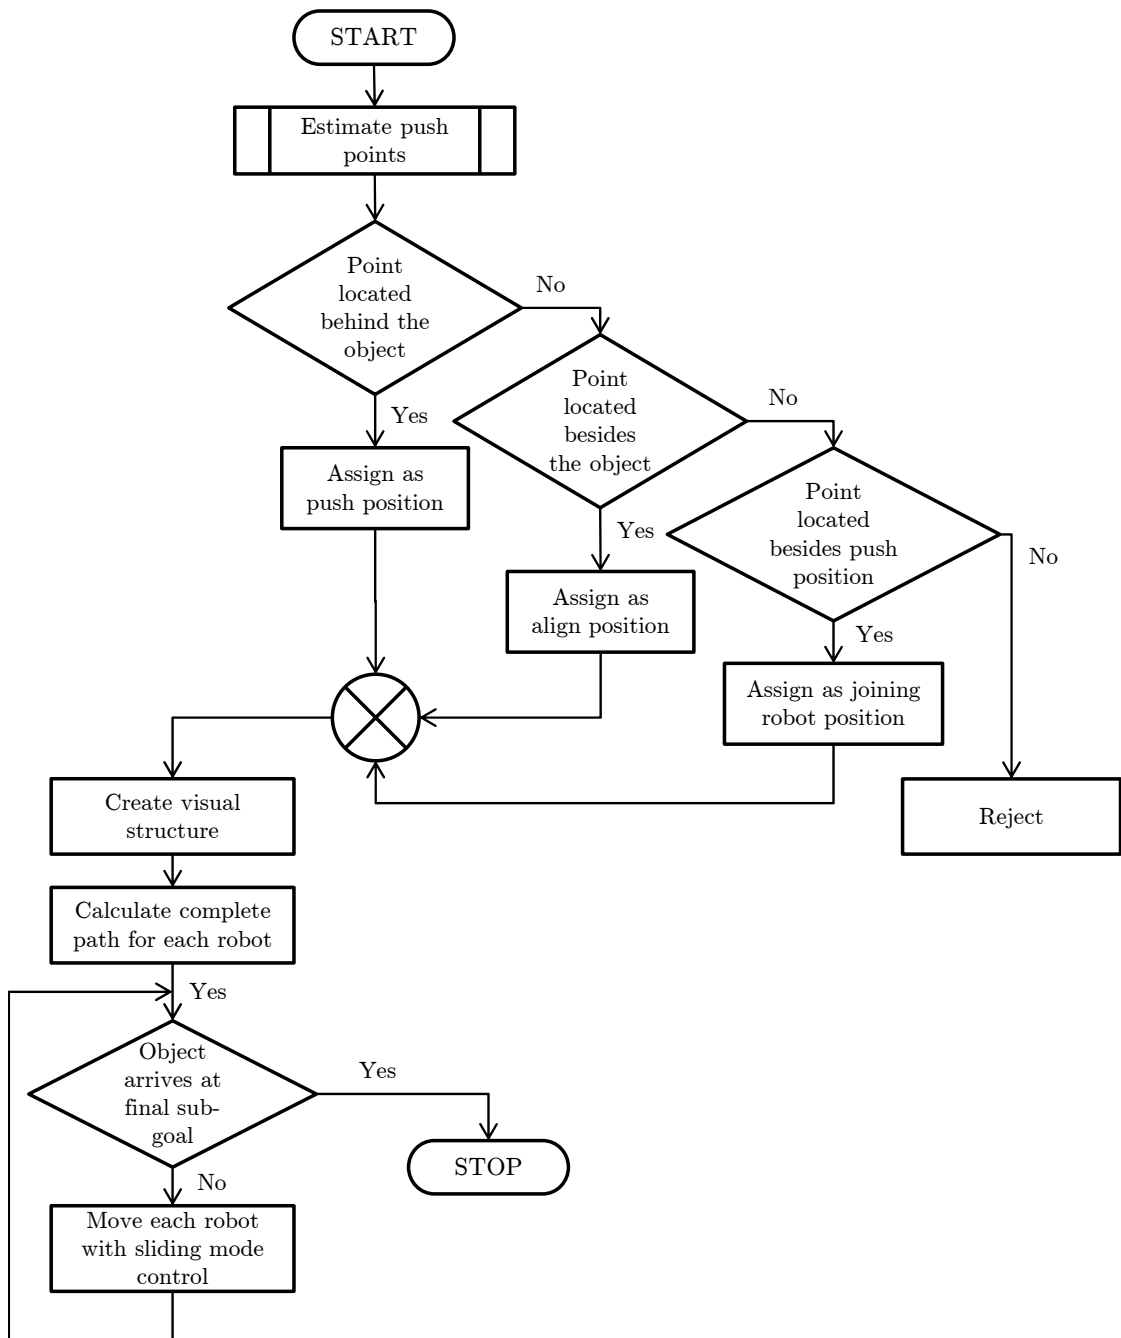 START
Estimate push
points
Point
located
behind the
object
No
Yes
Point
located
besides
the object
No
Yes
Point
located
besides push
position
No
Yes
Assign as
push position
Assign as
align position
Assign as joining
robot position
Reject
Create visual
structure
Calculate complete
path for each robot
Yes
Object
arrives at
final sub-
goal
Yes
STOP
No
Move each robot
with sliding mode
control